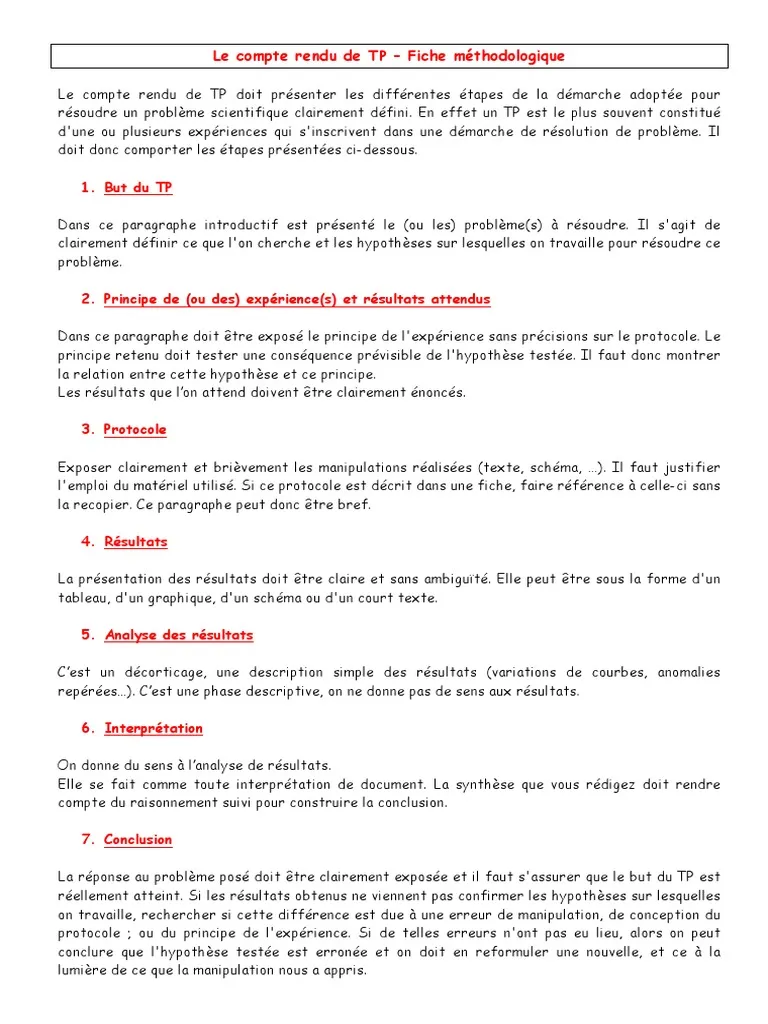 Le compte rendu de TP – Fiche méthodologique
Le compte rendu de TP doit présenter les différentes étapes de la démarche adoptée pour
résoudre un problème scientifique clairement défini. En effet un TP est le plus souvent constitué
d'une ou plusieurs expériences qui s'inscrivent dans une démarche de résolution de problème. Il
doit donc comporter les étapes présentées ci-dessous.
1. But du TP
Dans ce paragraphe introductif est présenté le (ou les) problème(s) à résoudre. Il s'agit de
clairement définir ce que l'on cherche et les hypothèses sur lesquelles on travaille pour résoudre ce
problème.
2. Principe de (ou des) expérience(s) et résultats attendus
Dans ce paragraphe doit être exposé le principe de l'expérience sans précisions sur le protocole. Le
principe retenu doit tester une conséquence prévisible de l'hypothèse testée. Il faut donc montrer
la relation entre cette hypothèse et ce principe.
Les résultats que l’on attend doivent être clairement énoncés.
3. Protocole
Exposer clairement et brièvement les manipulations réalisées (texte, schéma, …). Il faut justifier
l'emploi du matériel utilisé. Si ce protocole est décrit dans une fiche, faire référence à celle-ci sans
la recopier. Ce paragraphe peut donc être bref.
4. Résultats
La présentation des résultats doit être claire et sans ambiguïté. Elle peut être sous la forme d'un
tableau, d'un graphique, d'un schéma ou d'un court texte.
5. Analyse des résultats
C’est un décorticage, une description simple des résultats (variations de courbes, anomalies
repérées…). C’est une phase descriptive, on ne donne pas de sens aux résultats.
6. Interprétation
On donne du sens à l’analyse de résultats.
Elle se fait comme toute interprétation de document. La synthèse que vous rédigez doit rendre
compte du raisonnement suivi pour construire la conclusion.
7. Conclusion
La réponse au problème posé doit être clairement exposée et il faut s'assurer que le but du TP est
réellement atteint. Si les résultats obtenus ne viennent pas confirmer les hypothèses sur lesquelles
on travaille, rechercher si cette différence est due à une erreur de manipulation, de conception du
protocole ; ou du principe de l'expérience. Si de telles erreurs n'ont pas eu lieu, alors on peut
conclure que l'hypothèse testée est erronée et on doit en reformuler une nouvelle, et ce à la
lumière de ce que la manipulation nous a appris.